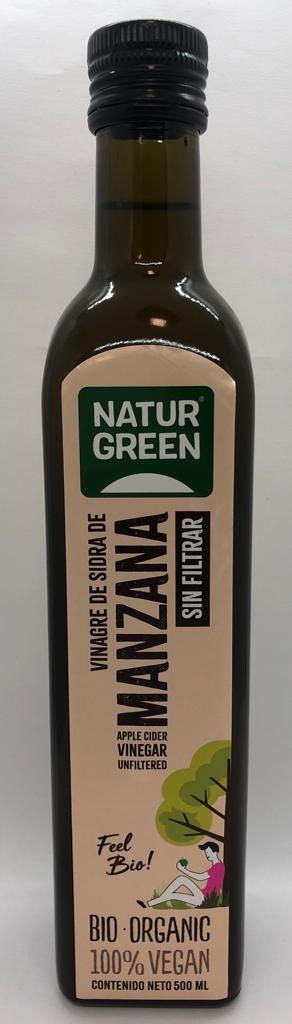 NATUR®
GREEN
VINAGRE DE SIDRA DE
MANZANA
SIN FILTRAR
APPLE CIDER
VINEGAR
UNFILTERED
Feel
Bio!
BIO·ORGANIC
100% VEGAN
CONTENIDO NETO 500 ML